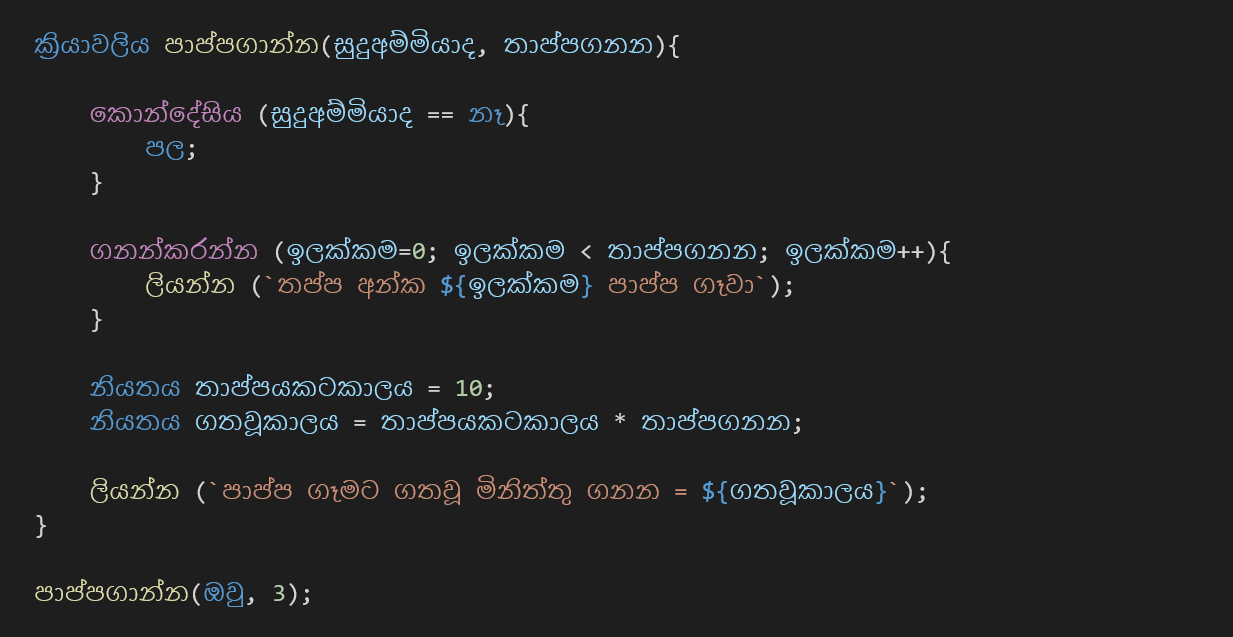 ක්‍රියාවලිය පාප්පගාන්න(සුදුඅම්මියාද, තාප්පගනන){
කොන්දේසිය (සුදුඅම්මියාද == නෑ){
පල;
}
ගනන්කරන්න (ඉලක්කම=0; ඉලක්කම < තාප්පගනන; ඉලක්කම++){
ලියන්න (`තප්ප අන්ක ${ඉලක්කම} පාප්ප ගෑවා`);
}
නියතය තාප්පයකටකාලය = 10;
නියතය ගතවූකාලය = තාප්පයකටකාලය * තාප්පගනන;
ලියන්න (`පාප්ප ගෑමට ගතවූ මිනිත්තු ගනන = ${ගතවූකාලය}`);
}
පාප්පගාන්න(ඔව්, 3);